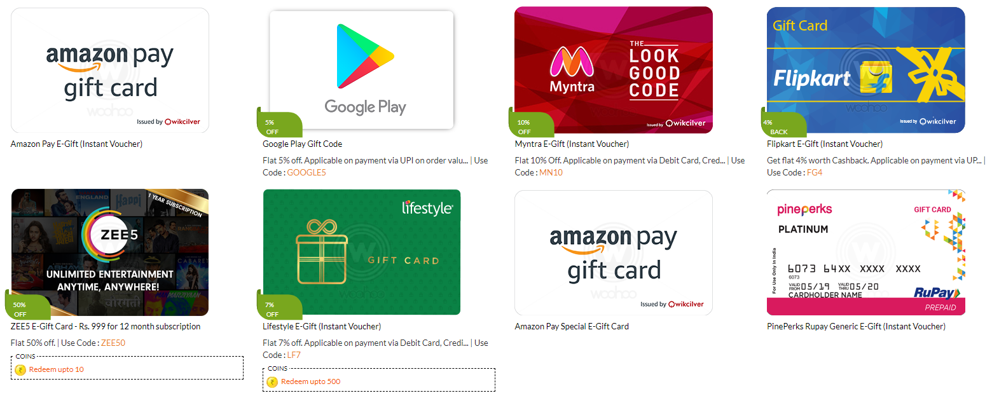 amazon pay
gift card
woohoo
Issued by Qwikcilver
Amazon Pay E-Gift (Instant Voucher)
Google Play
5%
OFF
Google Play Gift Code
Flat 5% off. Applicable on payment via UPI on order valu... | Use
Code : GOOGLE5
Myntra
THE
LOOK
GOOD
CODE
Issued by Qwikcilver
10%
OFF
Myntra E-Gift (Instant Voucher)
Flat 10% Off. Applicable on payment via Debit Card, Cred... | Use
Code : MN10
Gift Card
Flipkart
woohoo
Issued by Qwikcilver
4%
BACK
Flipkart E-Gift (Instant Voucher)
Get flat 4% worth Cashback. Applicable on payment via UP... |
Use Code : FG4
1 YEAR SUBSCRIPTION
ENGLAND
Happi
CABARET
ZEE5
UNLIMITED ENTERTAINMENT
ANYTIME, ANYWHERE!
50%
OFF
ZEE5 E-Gift Card - Rs. 999 for 12 month subscription
Flat 50% off. | Use Code : ZEE50
COINS
Redeem upto 10
lifestyle
GIFT CARD
woohoo
7%
OFF
Lifestyle E-Gift (Instant Voucher)
Flat 7% off. Applicable on payment via Debit Card, Credi... | Use
Code : LF7
COINS
Redeem upto 500
amazon pay
gift card
woohoo
Issued by Qwikcilver
Amazon Pay Special E-Gift Card
pineperks
GIFT CARD
PLATINUM
For Use Only In India
6073 64XX XXXX XXXX
6073
VALID FROM 05/19 VALID THRU 05/20
CARDHOLDER NAME
RuPay
PREPAID
PinePerks Rupay Generic E-Gift (Instant Voucher)